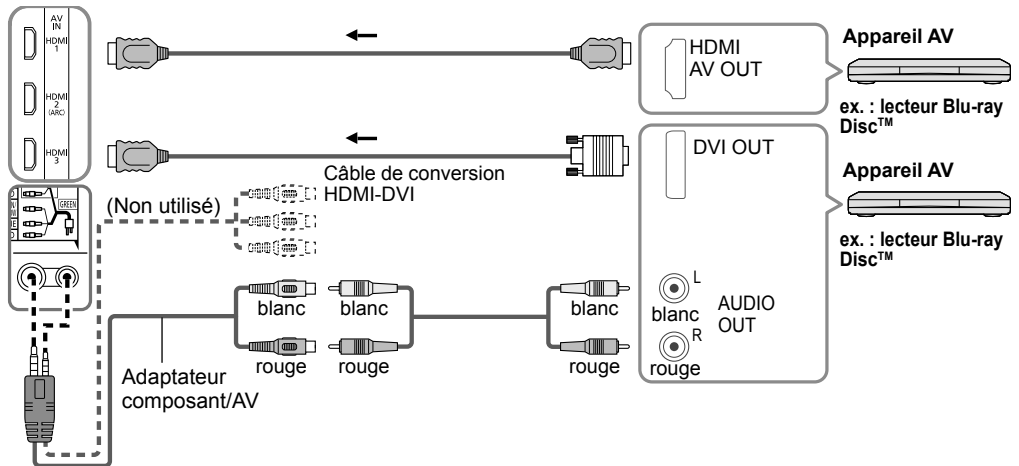 AV
IN
HDMI
1
HDMI
2
(ARC)
HDMI
3
GREEN
(Non utilisé)
Câble de conversion
HDMI-DVI
HDMI
AV OUT
Appareil AV
ex. : lecteur Blu-ray
Disc™
DVI OUT
Appareil AV
ex. : lecteur Blu-ray
Disc™
blanc
blanc
blanc
L
blanc
AUDIO
OUT
R
rouge
rouge
rouge
rouge
Adaptateur
composant/AV